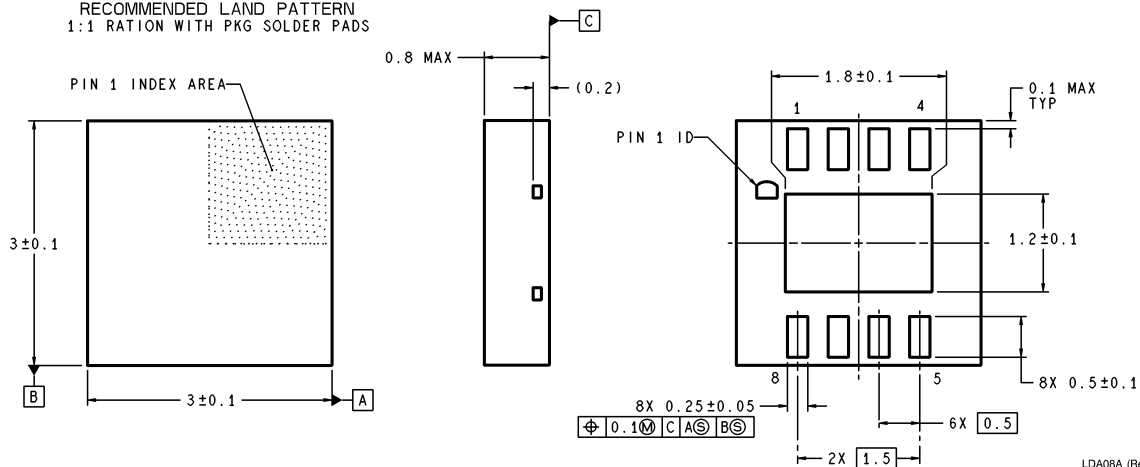 RECOMMENDED LAND PATTERN
1:1 RATION WITH PKG SOLDER PADS
PIN 1 INDEX AREA
3±0.1
B
3±0.1
A
0.8 MAX
C
(0.2)
1.8±0.1
0.1 MAX
TYP
1
4
PIN 1 ID
1.2±0.1
8
5
8X 0.5±0.1
8X 0.25±0.05
⌖ 0.1Ⓜ C AⓈ BⓈ
6X 0.5
2X 1.5